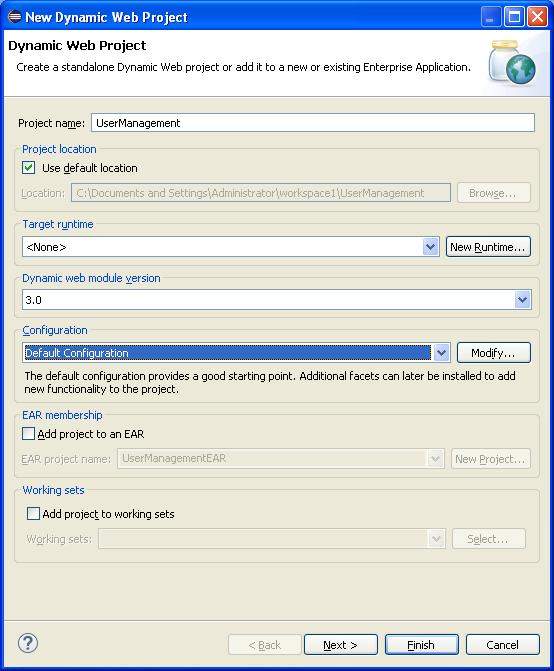 New Dynamic Web Project
Dynamic Web Project
Create a standalone Dynamic Web project or add it to a new or existing Enterprise Application.
Project name: UserManagement
Project location
Use default location
Location: C:\Documents and Settings\Administrator\workspace1\UserManagement Browse...
Target runtime
<None> New Runtime...
Dynamic web module version
3.0
Configuration
Default Configuration Modify...
The default configuration provides a good starting point. Additional facets can later be installed to add
new functionality to the project.
EAR membership
Add project to an EAR
EAR project name: UserManagementEAR New Project...
Working sets
Add project to working sets
Working sets: Select...
? < Back Next > Finish Cancel